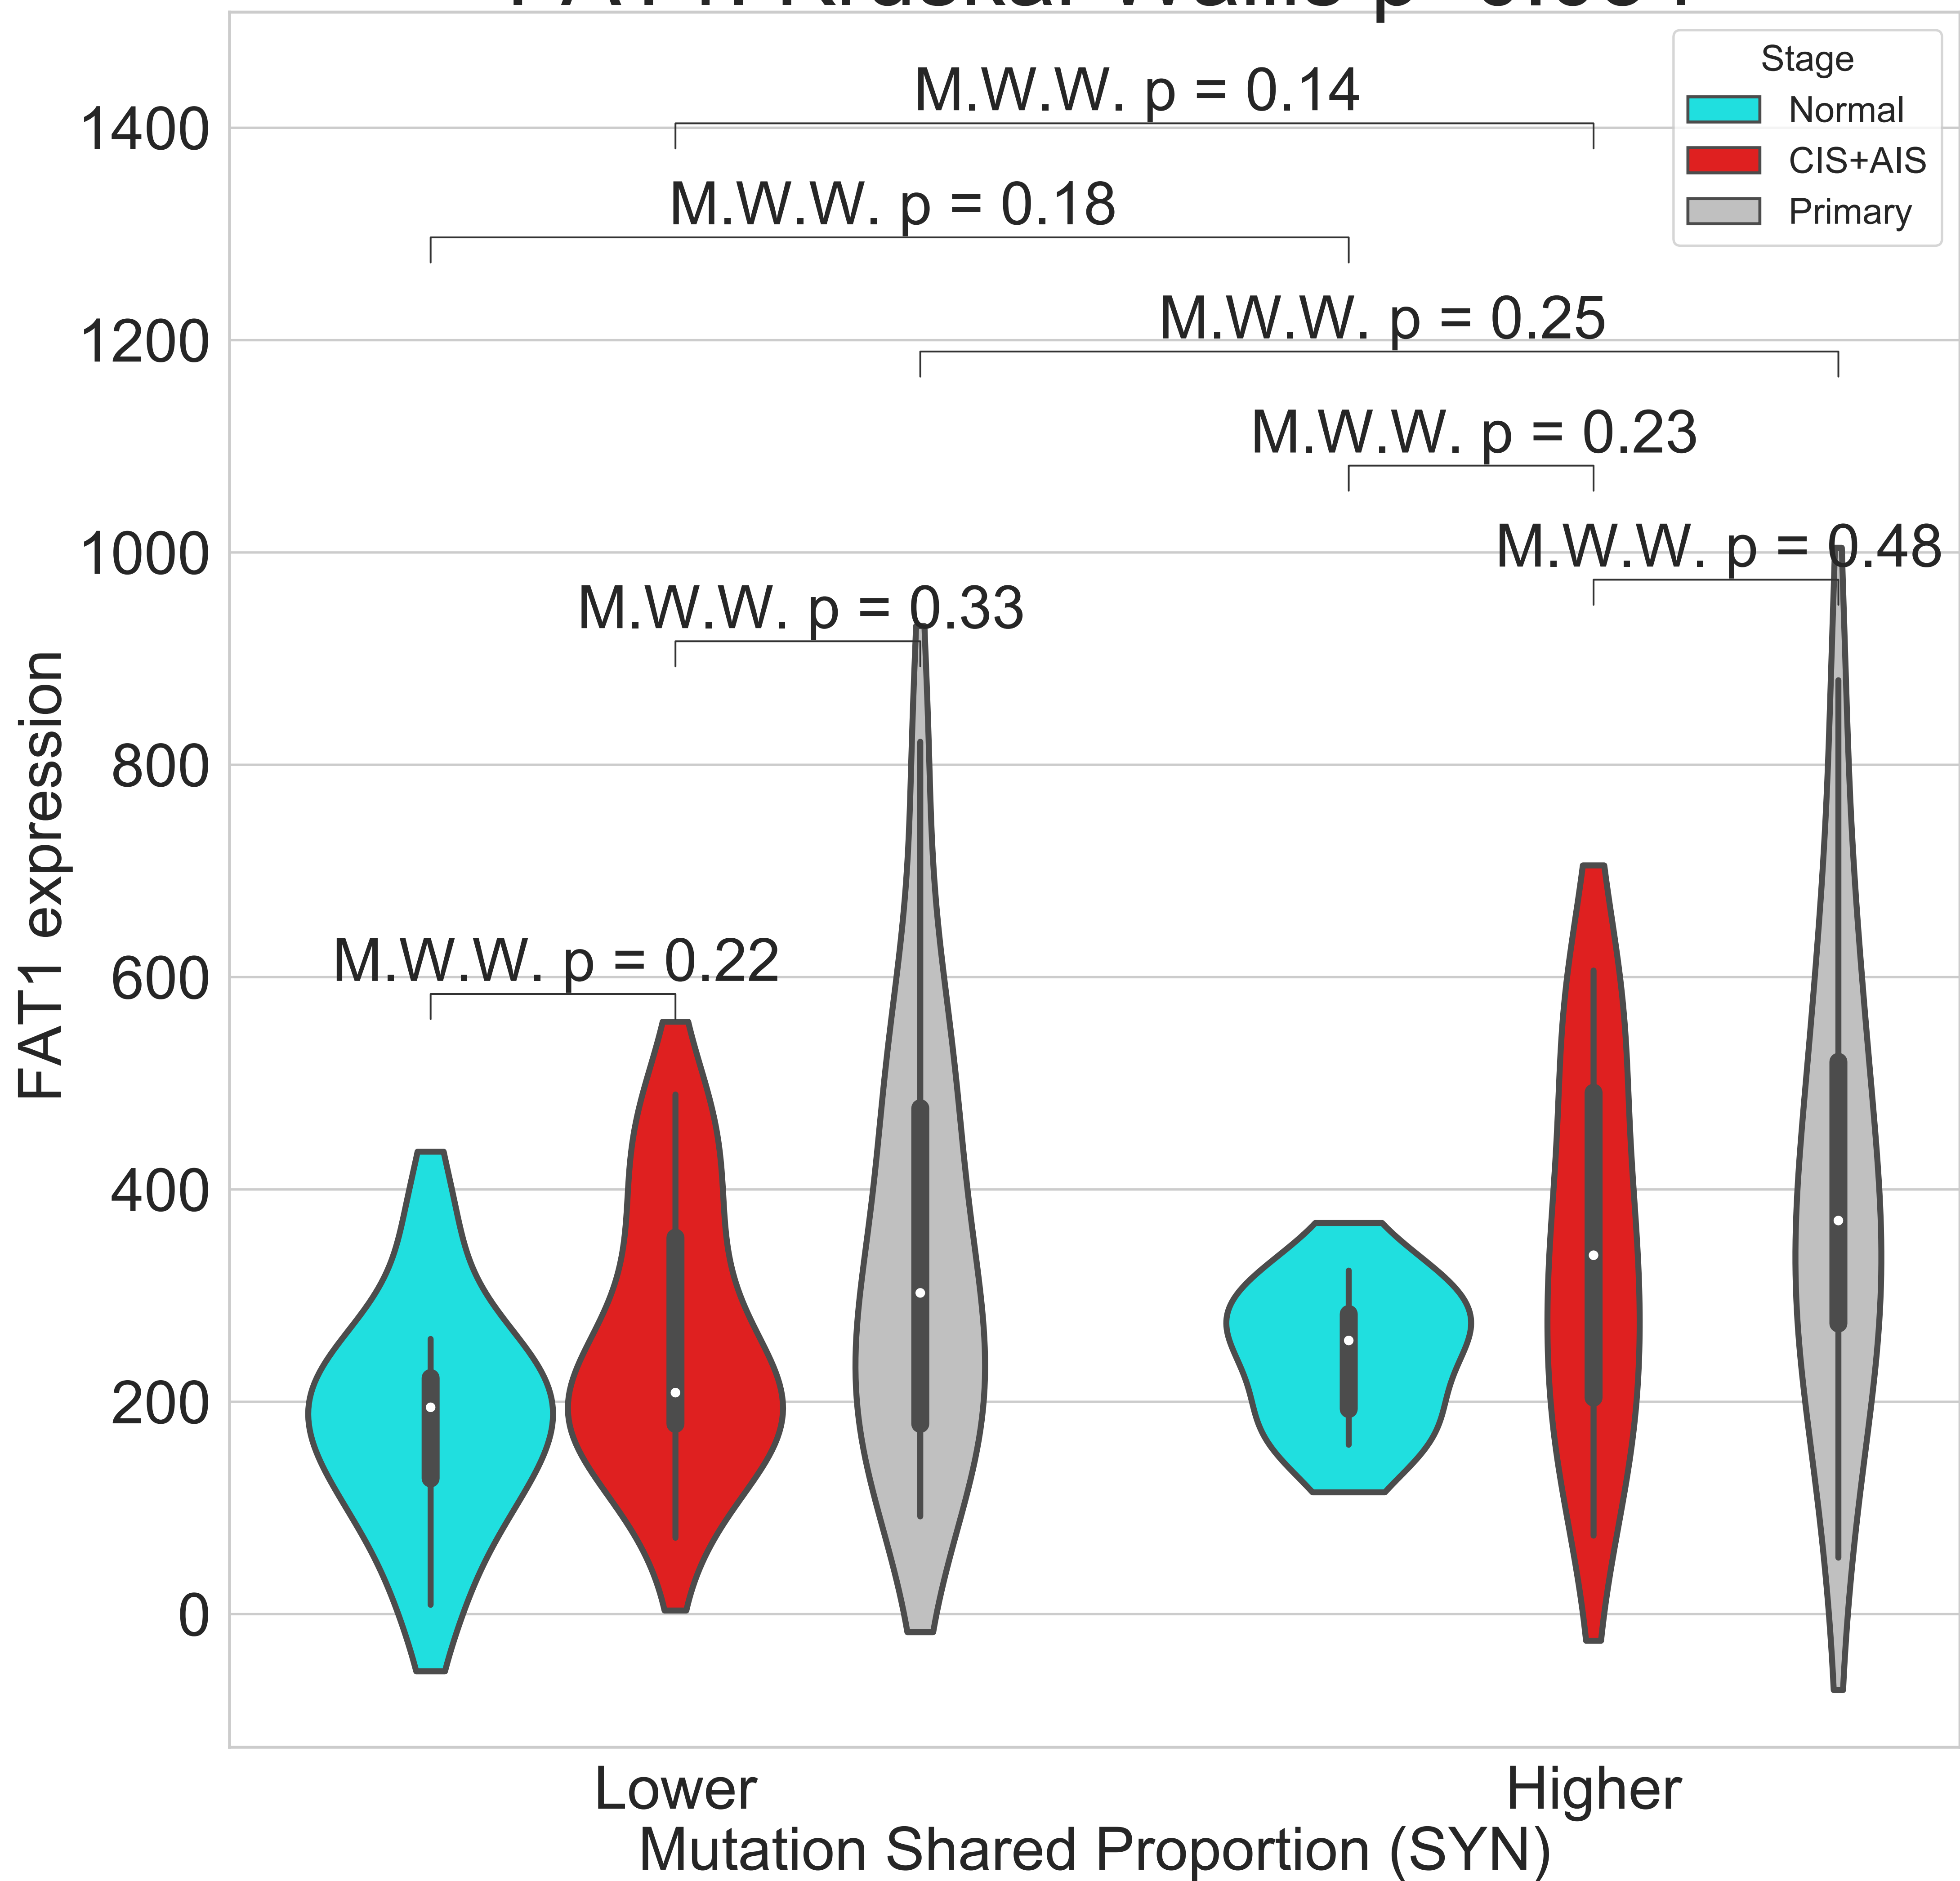 Stage
Normal
CIS+AIS
Primary
M.W.W. p = 0.14
M.W.W. p = 0.18
M.W.W. p = 0.25
M.W.W. p = 0.23
M.W.W. p = 0.48
M.W.W. p = 0.33
M.W.W. p = 0.22
1400
1200
1000
800
600
400
200
0
FAT1 expression
Lower
Higher
Mutation Shared Proportion (SYN)